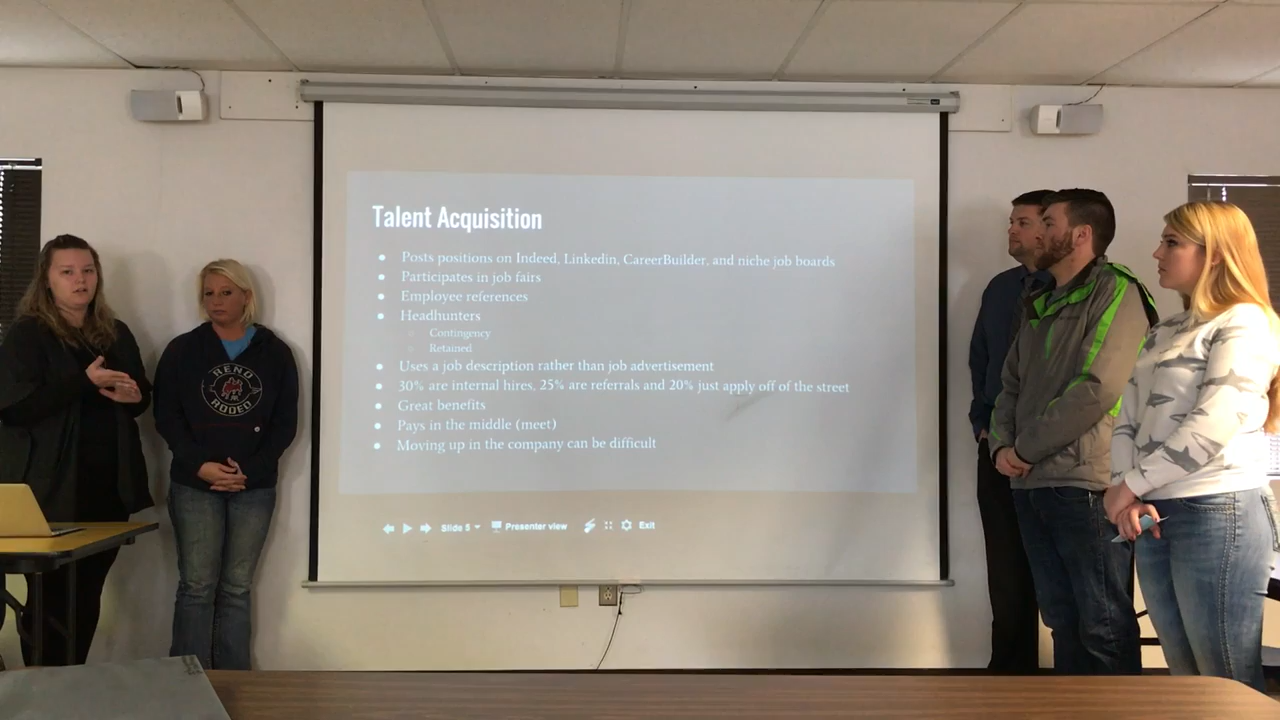 Talent Acquisition
● Posts positions on Indeed, Linkedin, CareerBuilder, and niche job boards
● Participates in job fairs
● Employee references
● Headhunters
○ Contingency
○ Retained
● Uses a job description rather than job advertisement
● 30% are internal hires, 25% are referrals and 20% just apply off of the street
● Great benefits
● Pays in the middle (meet)
● Moving up in the company can be difficult
Slide 5 Presenter view Exit
RENO
RODEO